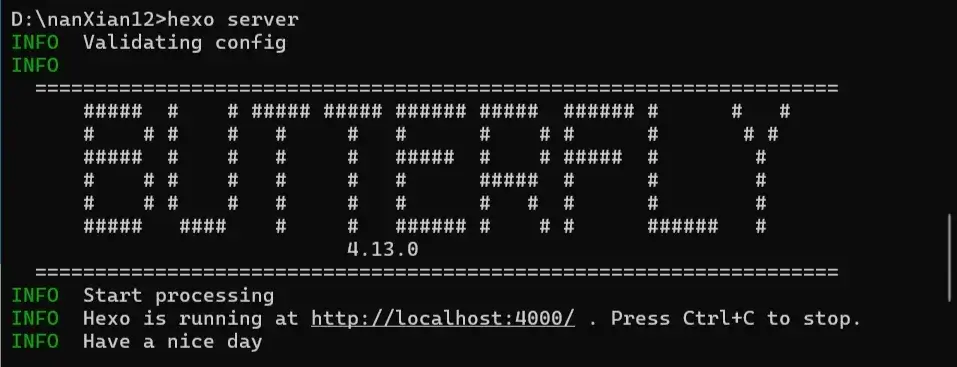 D:\nanXian12>hexo server
INFO  Validating config
INFO
  ===================================================================
      #####  #    # ##### ##### ###### #####  ###### #      #   #
      #    # #    #   #     #   #      #    # #      #       # #
      #####  #    #   #     #   #####  #    # #####  #        #
      #    # #    #   #     #   #      #####  #      #        #
      #    # #    #   #     #   #      #   #  #      #        #
      #####   ####    #     #   ###### #    # #      ######   #
                            4.13.0
  ===================================================================
INFO  Start processing
INFO  Hexo is running at http://localhost:4000/ . Press Ctrl+C to stop.
INFO  Have a nice day